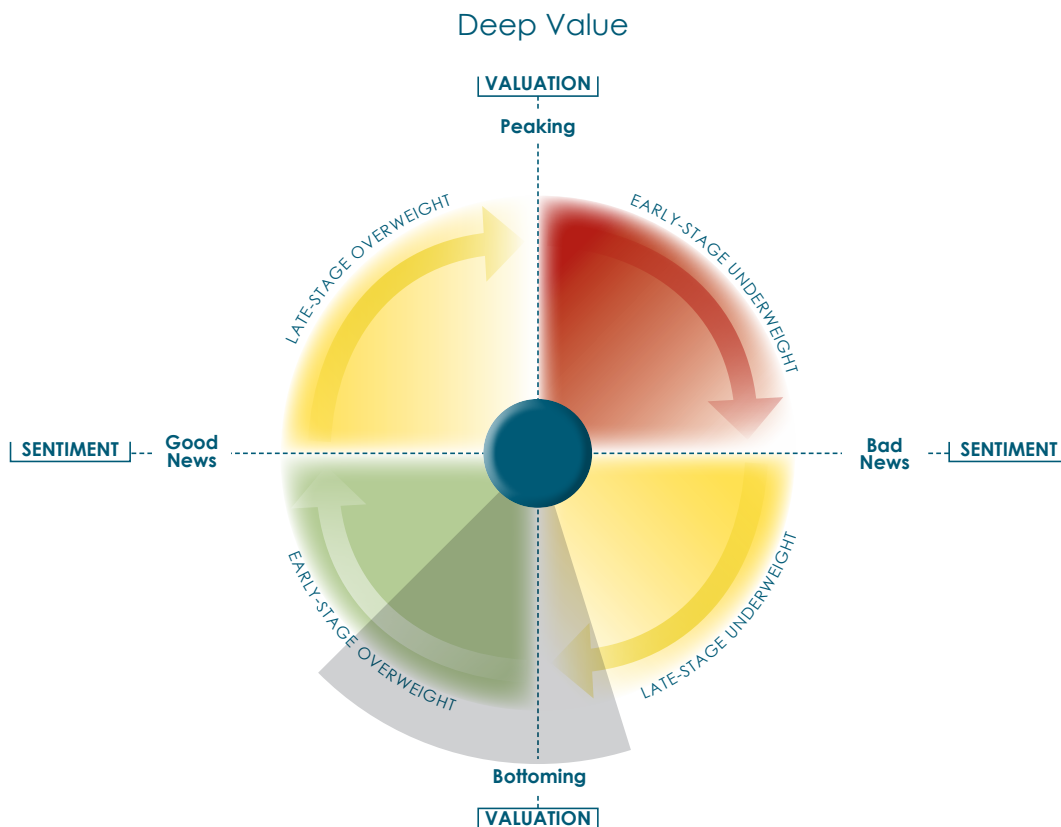 Deep Value
VALUATION
Peaking
LATE-STAGE OVERWEIGHT
EARLY-STAGE UNDERWEIGHT
SENTIMENT
Good
News
Bad
News
SENTIMENT
EARLY-STAGE OVERWEIGHT
LATE-STAGE UNDERWEIGHT
Bottoming
VALUATION